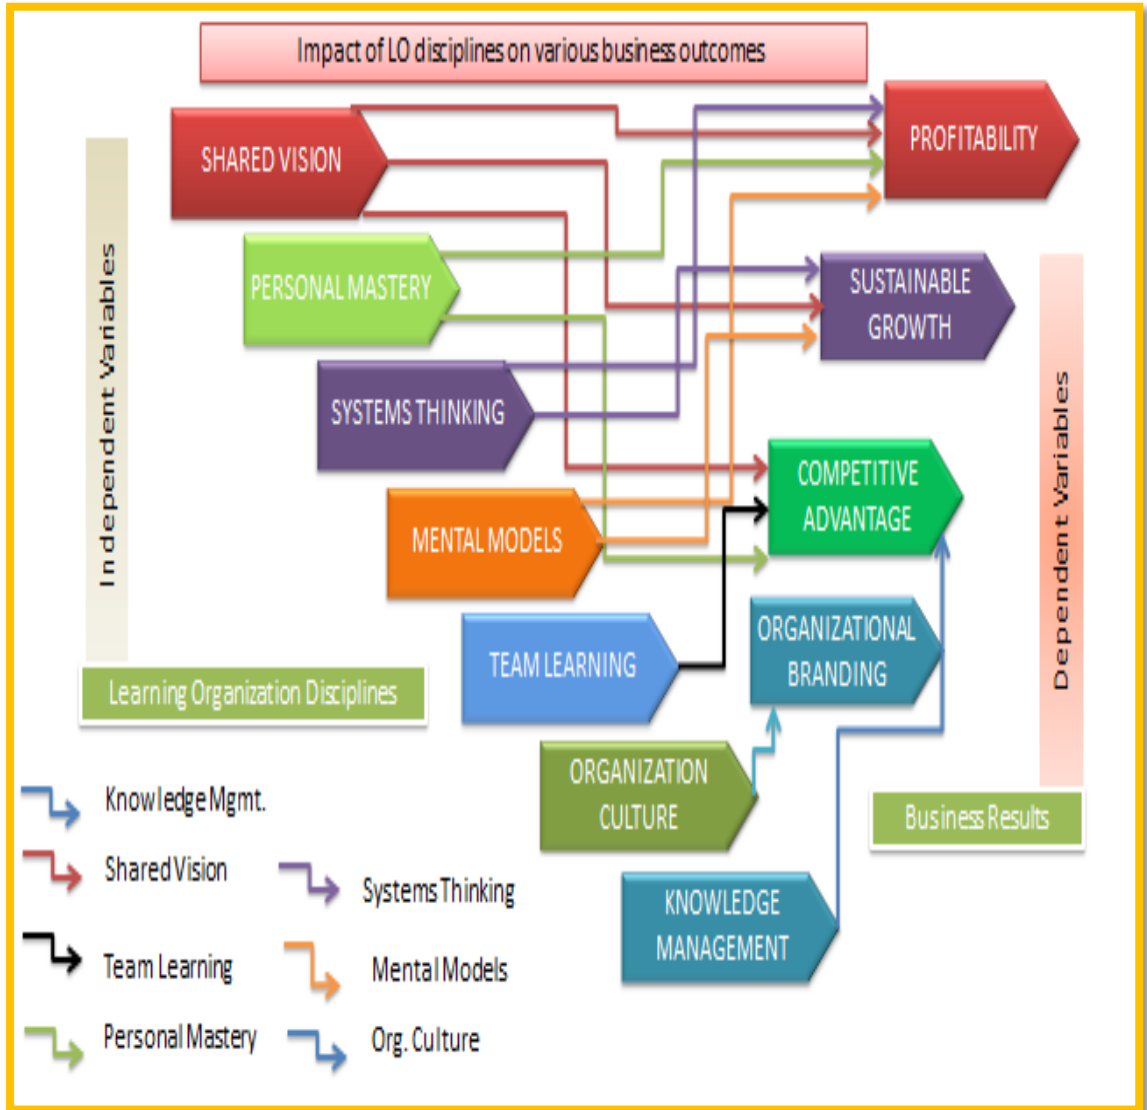 Impact of LO disciplines on various business outcomes
SHARED VISION
PROFITABILITY
Independent Variables
PERSONAL MASTERY
SUSTAINABLE
GROWTH
SYSTEMS THINKING
Dependent Variables
COMPETITIVE
ADVANTAGE
MENTAL MODELS
ORGANIZATIONAL
BRANDING
TEAM LEARNING
Learning Organization Disciplines
ORGANIZATION
CULTURE
Business Results
KNOWLEDGE
MANAGEMENT
Knowledge Mgmt.
Shared Vision
Systems Thinking
Team Learning
Mental Models
Personal Mastery
Org. Culture